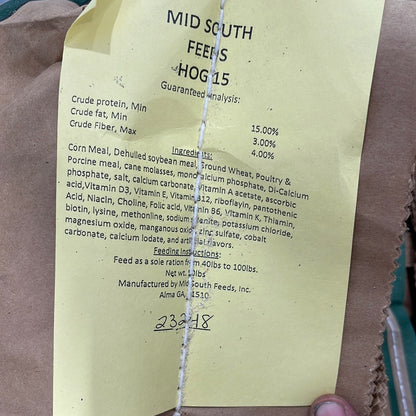 MID SOUTH
FEEDS
HOG 15
Guaranteed Analysis:
Crude protein, Min 15.00%
Crude fat, Min 3.00%
Crude Fiber, Max 4.00%
Ingredients:
Corn Meal, Dehulled soybean meal, Ground Wheat, Poultry &
Porcine meal, cane molasses, monocalcium phosphate, Di-Calcium
phosphate, salt, calcium carbonate, Vitamin A acetate, ascorbic
acid,Vitamin D3, Vitamin E, Vitamin B12, riboflayin, pantothenic
Acid, Niacin, Choline, Folic acid, Vitamin B6, Vitamin K, Thiamin,
biotin, lysine, methonline, sodium selenite, potassium chloride,
magnesium oxide, manganous oxide, zinc sulfate, cobalt
carbonate, calcium iodate, and artificial flavors.
Feeding Instuctions:
Feed as a sole ration from 40lbs to 100lbs.
Net wt.
Manufactured by Mid South Feeds, Inc.
Alma GA, 31510